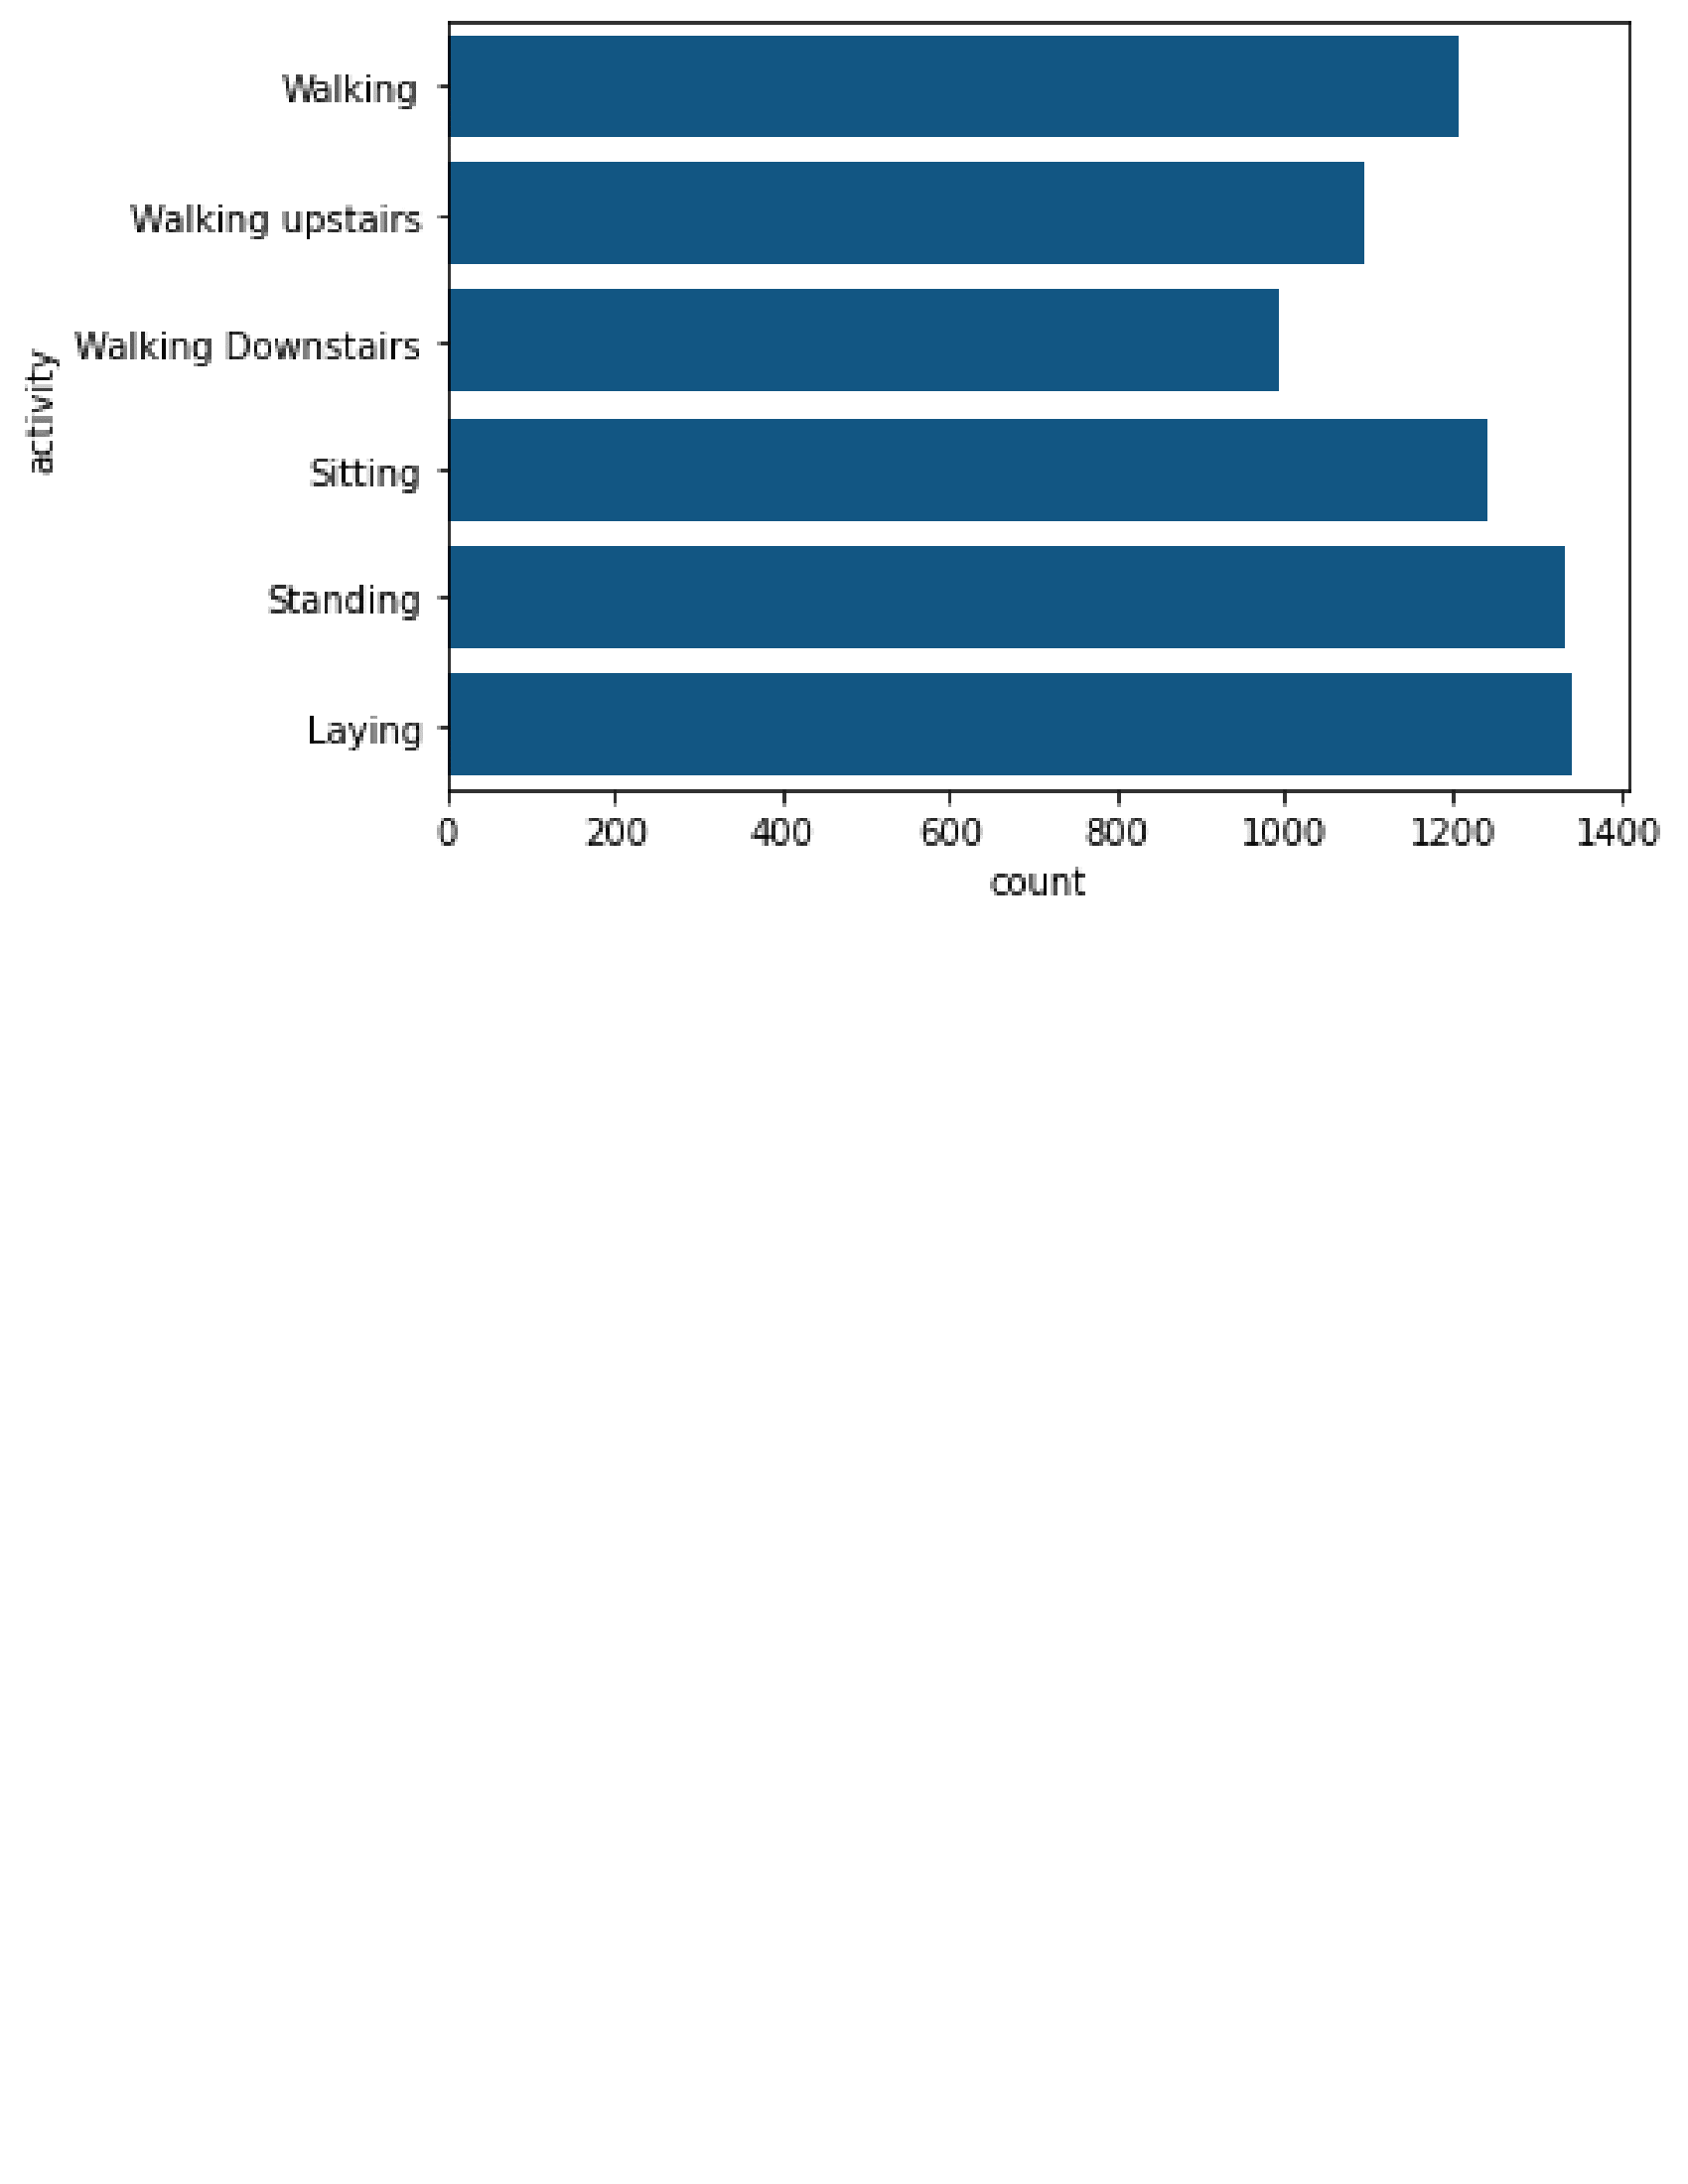 Walking
Walking upstairs
Walking Downstairs
activity
Sitting
Standing
Laying
0 200 400 600 800 1000 1200 1400
count